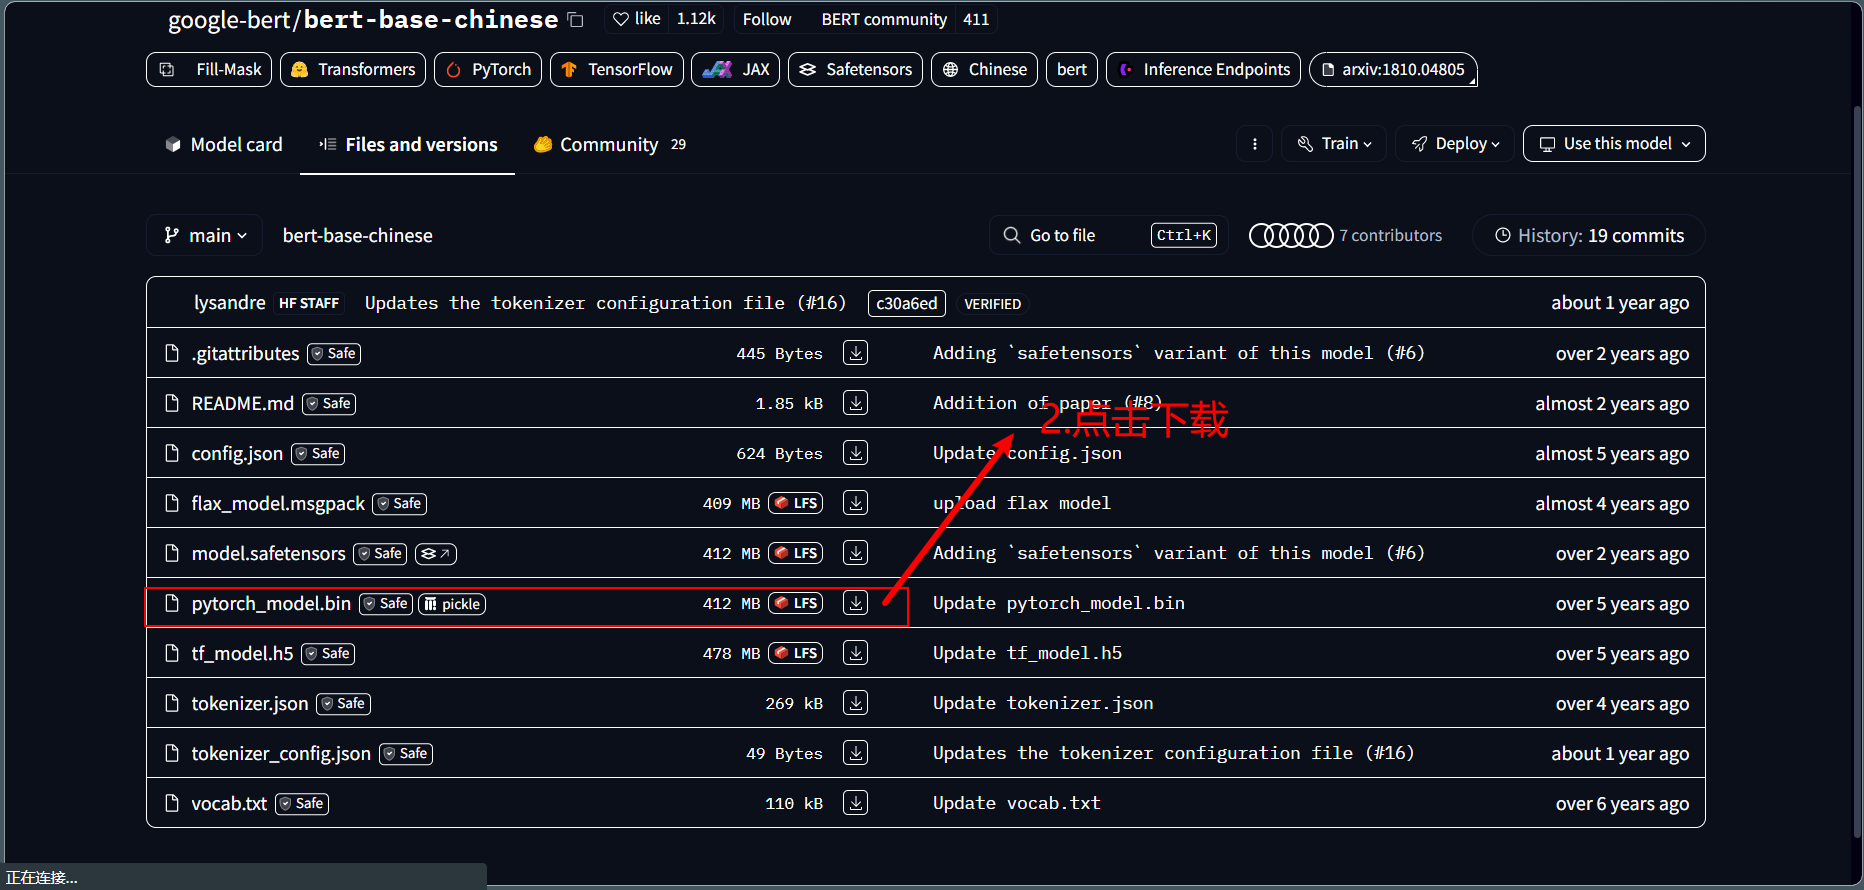 google-bert/bert-base-chinese like 1.12k Follow BERT community 411
Fill-Mask Transformers PyTorch TensorFlow JAX Safetensors Chinese bert Inference Endpoints arxiv:1810.04805
Model card Files and versions Community 29 Train Deploy Use this model
main bert-base-chinese Go to file Ctrl+K 7 contributors History: 19 commits
lysandre HF STAFF Updates the tokenizer configuration file (#16) c30a6ed VERIFIED about 1 year ago
.gitattributes Safe 445 Bytes Adding `safetensors` variant of this model (#6) over 2 years ago
README.md Safe 1.85 kB Addition of paper (#8) almost 2 years ago
2.点击下载
config.json Safe 624 Bytes Update config.json almost 5 years ago
flax_model.msgpack Safe 409 MB LFS upload flax model almost 4 years ago
model.safetensors Safe 412 MB LFS Adding `safetensors` variant of this model (#6) over 2 years ago
pytorch_model.bin Safe pickle 412 MB LFS Update pytorch_model.bin over 5 years ago
tf_model.h5 Safe 478 MB LFS Update tf_model.h5 over 5 years ago
tokenizer.json Safe 269 kB Update tokenizer.json over 4 years ago
tokenizer_config.json Safe 49 Bytes Updates the tokenizer configuration file (#16) about 1 year ago
vocab.txt Safe 110 kB Update vocab.txt over 6 years ago
正在连接...